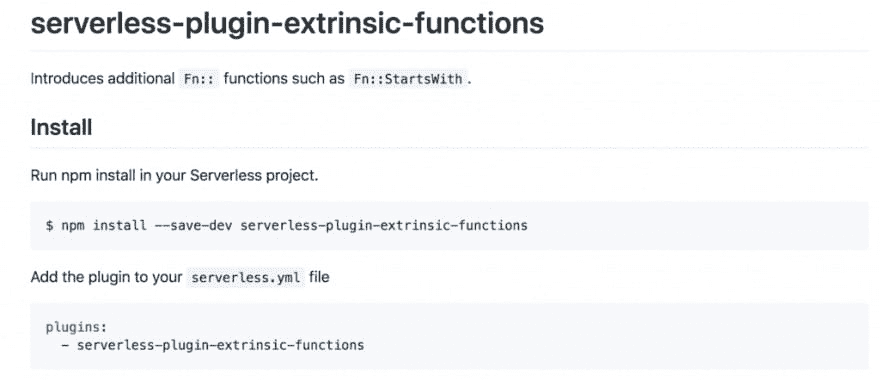 serverless-plugin-extrinsic-functions
Introduces additional Fn:: functions such as Fn::StartsWith.
Install
Run npm install in your Serverless project.
$ npm install --save-dev serverless-plugin-extrinsic-functions
Add the plugin to your serverless.yml file
plugins:
  - serverless-plugin-extrinsic-functions